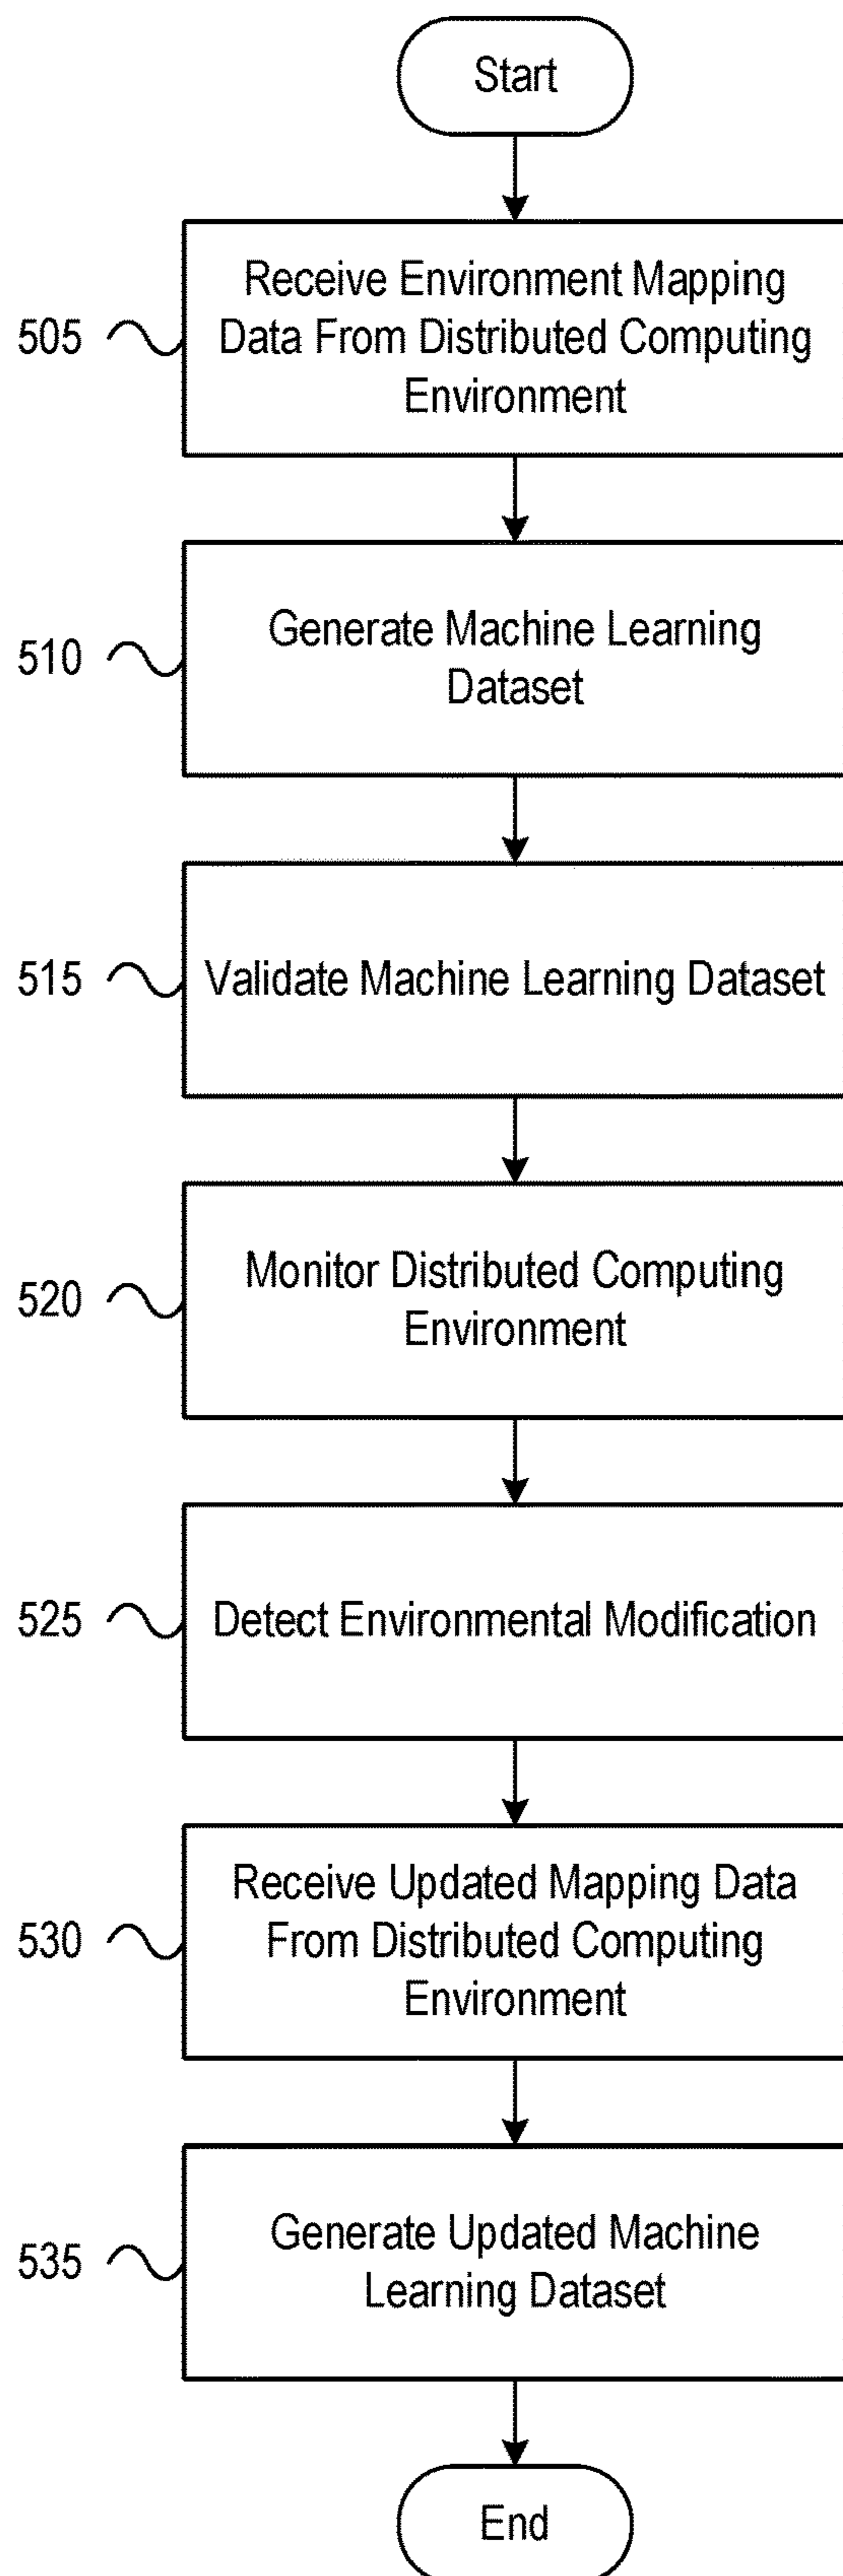 Start
Receive Environment Mapping
Data From Distributed Computing
Environment
505
Generate Machine Learning
Dataset
510
Validate Machine Learning Dataset
515
Monitor Distributed Computing
Environment
520
Detect Environmental Modification
525
Receive Updated Mapping Data
From Distributed Computing
Environment
530
Generate Updated Machine
Learning Dataset
535
End